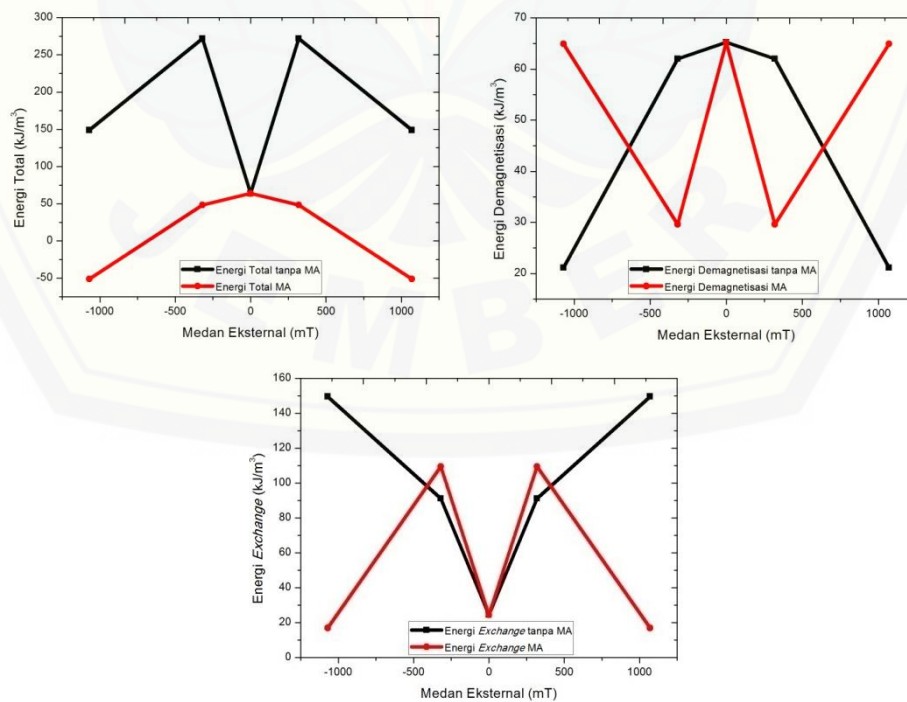 300
250
200
150
100
50
0
-50
Energi Total (kJ/m³)
-1000 -500 0 500 1000
Medan Eksternal (mT)
Energi Total tanpa MA
Energi Total MA
70
60
50
40
30
20
Energi Demagnetisasi (kJ/m³)
-1000 -500 0 500 1000
Medan Eksternal (mT)
Energi Demagnetisasi tanpa MA
Energi Demagnetisasi MA
JEMBER
160
140
120
100
80
60
40
20
0
Energi Exchange (kJ/m³)
-1000 -500 0 500 1000
Medan Eksternal (mT)
Energi Exchange tanpa MA
Energi Exchange MA